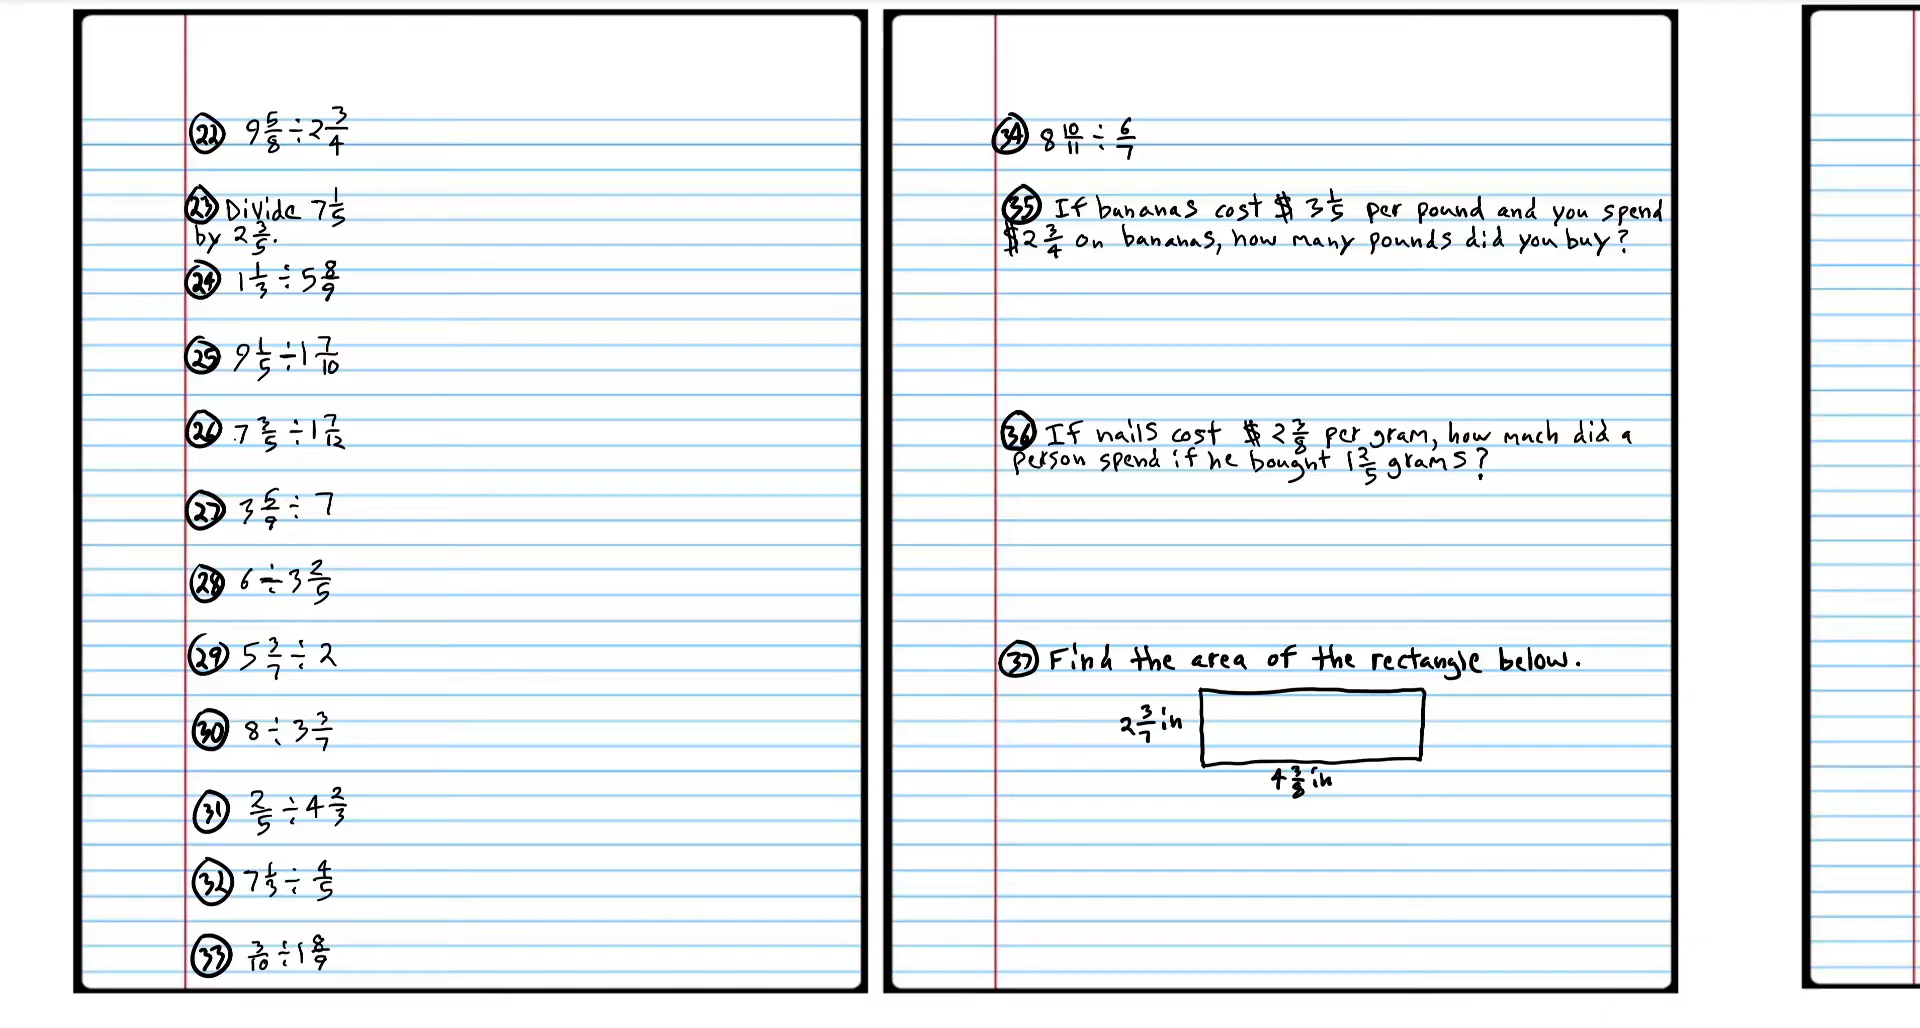 22 9 5/8 ÷ 2 3/4
23 Divide 7 1/5
by 2 3/5.
24 1 1/3 ÷ 5 8/9
25 9 1/5 ÷ 1 7/10
26 7 3/5 ÷ 1 7/12
27 3 5/9 ÷ 7
28 6 ÷ 3 2/5
29 5 3/7 ÷ 2
30 8 ÷ 3 3/7
31 2/5 ÷ 4 2/3
32 7 1/3 ÷ 4/5
33 3/10 ÷ 1 8/9
34 8 10/11 ÷ 6/7
35 If bananas cost $ 3 1/5 per pound and you spend
$2 3/4 on bananas, how many pounds did you buy?
36 If nails cost $ 2 3/8 per gram, how much did a
person spend if he bought 1 2/5 grams?
37 Find the area of the rectangle below.
2 3/7 in
4 3/8 in